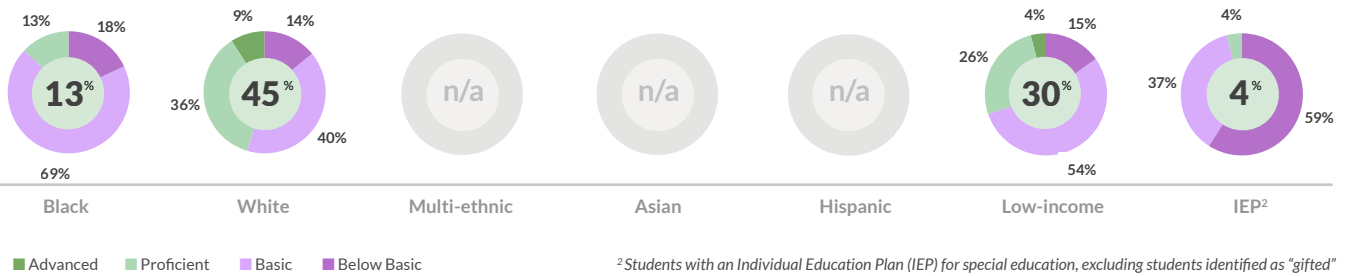 13% 18% 13% 69%
9% 14% 45% 36% 40%
n/a
n/a
n/a
4% 15% 26% 30% 54%
4% 37% 4% 59%
Black White Multi-ethnic Asian Hispanic Low-income IEP2
Advanced Proficient Basic Below Basic
2 Students with an Individual Education Plan (IEP) for special education, excluding students identified as “gifted”